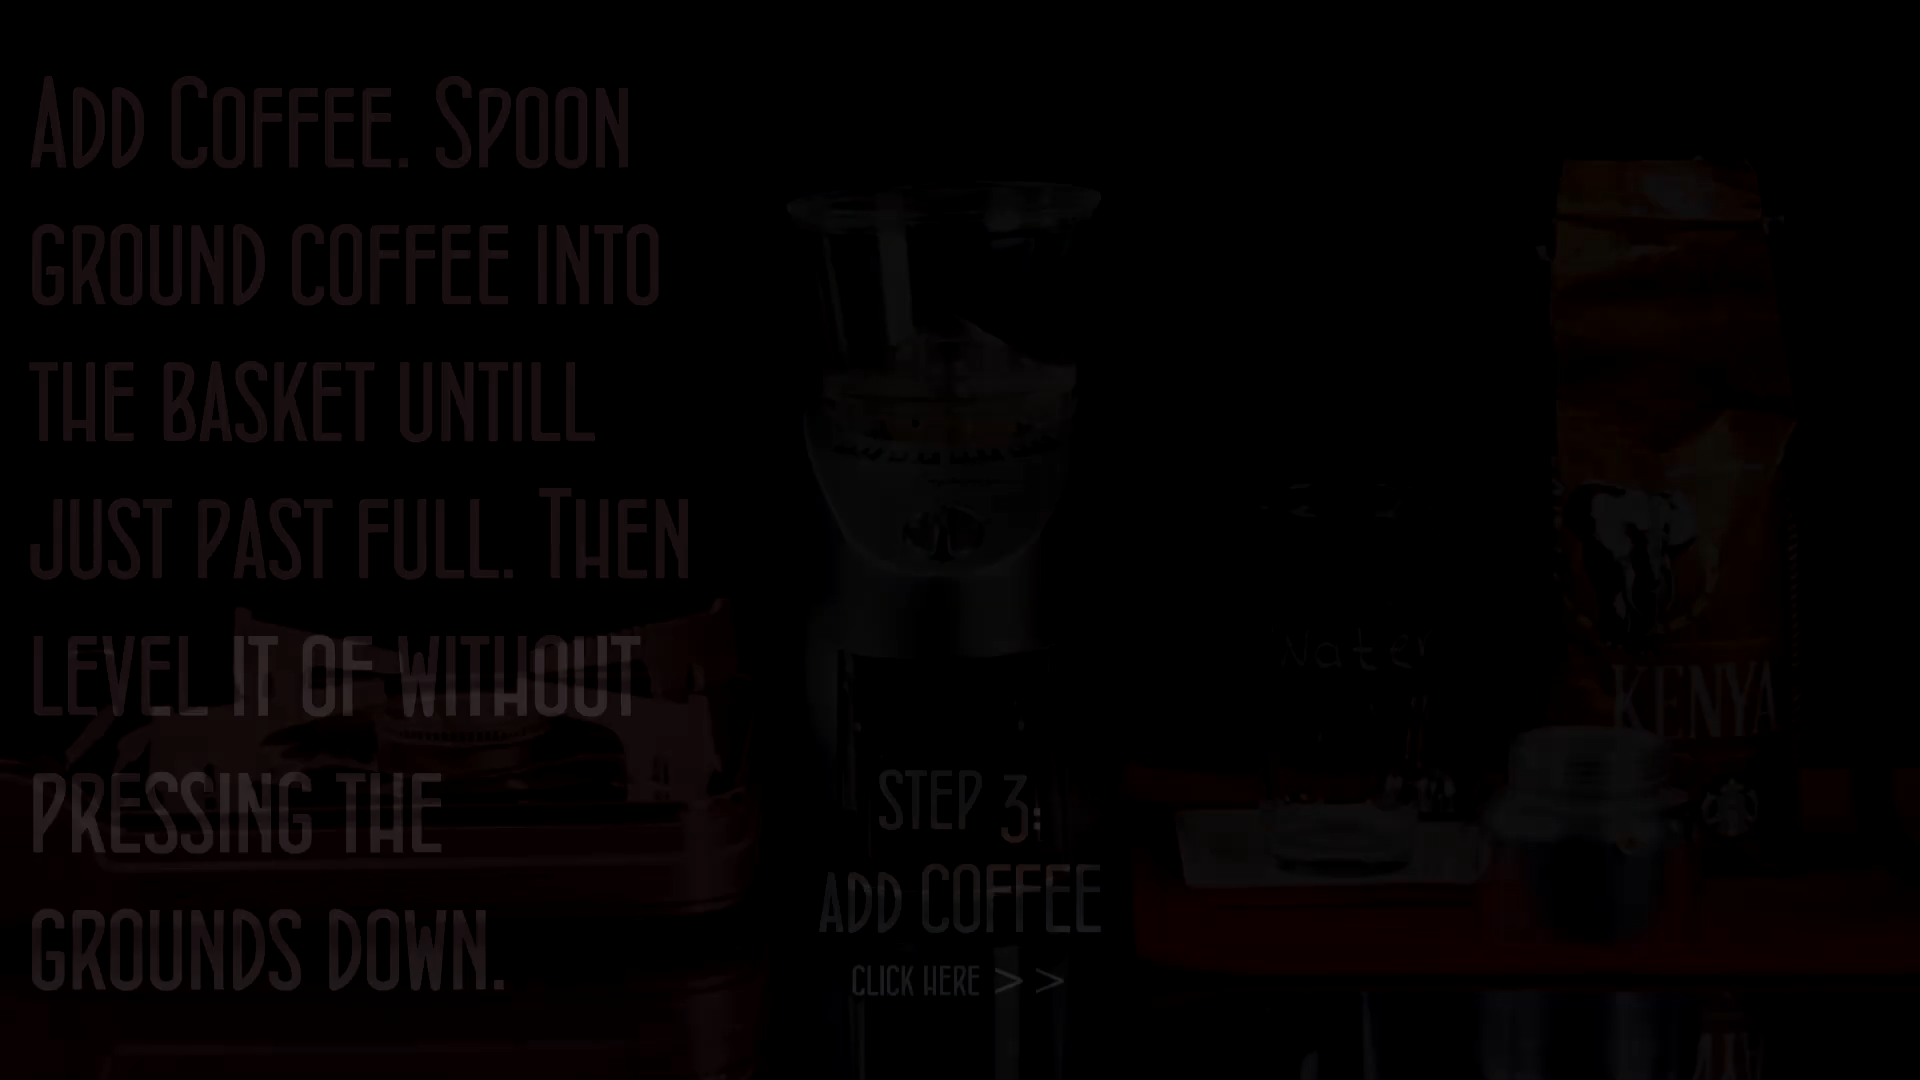 Add Coffee. Spoon
ground coffee into
the basket untill
just past full. Then
level it of without
pressing the
grounds down.
Water
KENYA
STEP 3:
ADD COFFEE
CLICK HERE > >